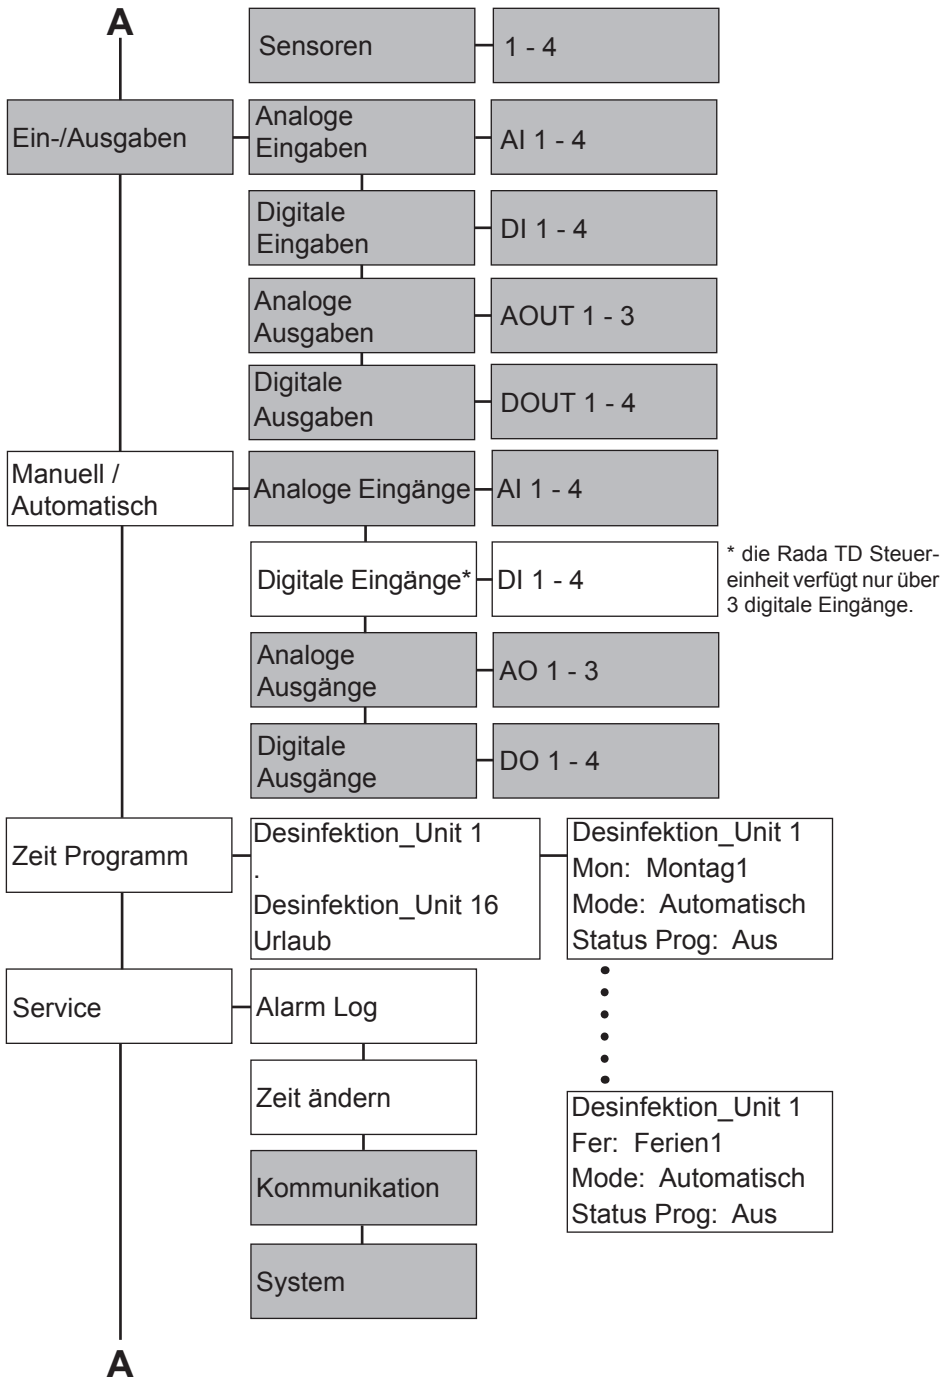 A
Sensoren
1 - 4
Ein-/Ausgaben
Analoge
Eingaben
AI 1 - 4
Digitale
Eingaben
DI 1 - 4
Analoge
Ausgaben
AOUT 1 - 3
Digitale
Ausgaben
DOUT 1 - 4
Manuell /
Automatisch
Analoge Eingänge
AI 1 - 4
Digitale Eingänge*
DI 1 - 4
* die Rada TD Steuer-
einheit verfügt nur über
3 digitale Eingänge.
Analoge
Ausgänge
AO 1 - 3
Digitale
Ausgänge
DO 1 - 4
Zeit Programm
Desinfektion_Unit 1
.
Desinfektion_Unit 16
Urlaub
Desinfektion_Unit 1
Mon: Montag1
Mode: Automatisch
Status Prog: Aus
Service
Alarm Log
Zeit ändern
Kommunikation
System
Desinfektion_Unit 1
Fer: Ferien1
Mode: Automatisch
Status Prog: Aus
A